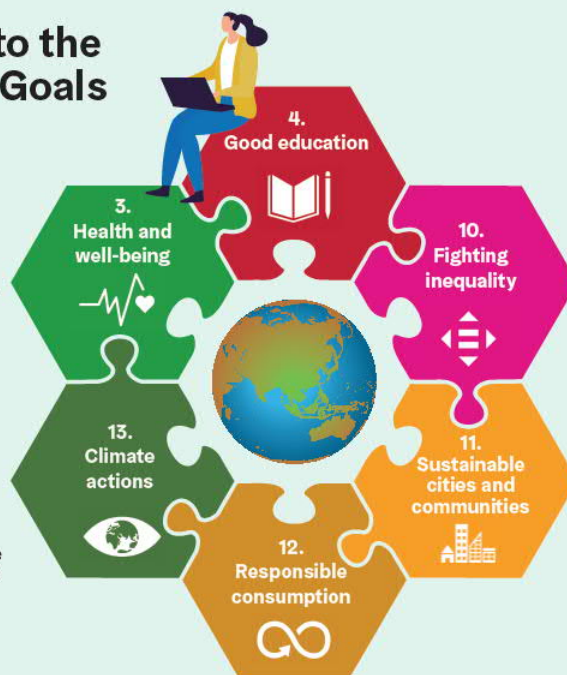 to the
Goals
4.
Good education
3.
Health and
well-being
10.
Fighting
inequality
13.
Climate
actions
11.
Sustainable
cities and
communities
12.
Responsible
consumption